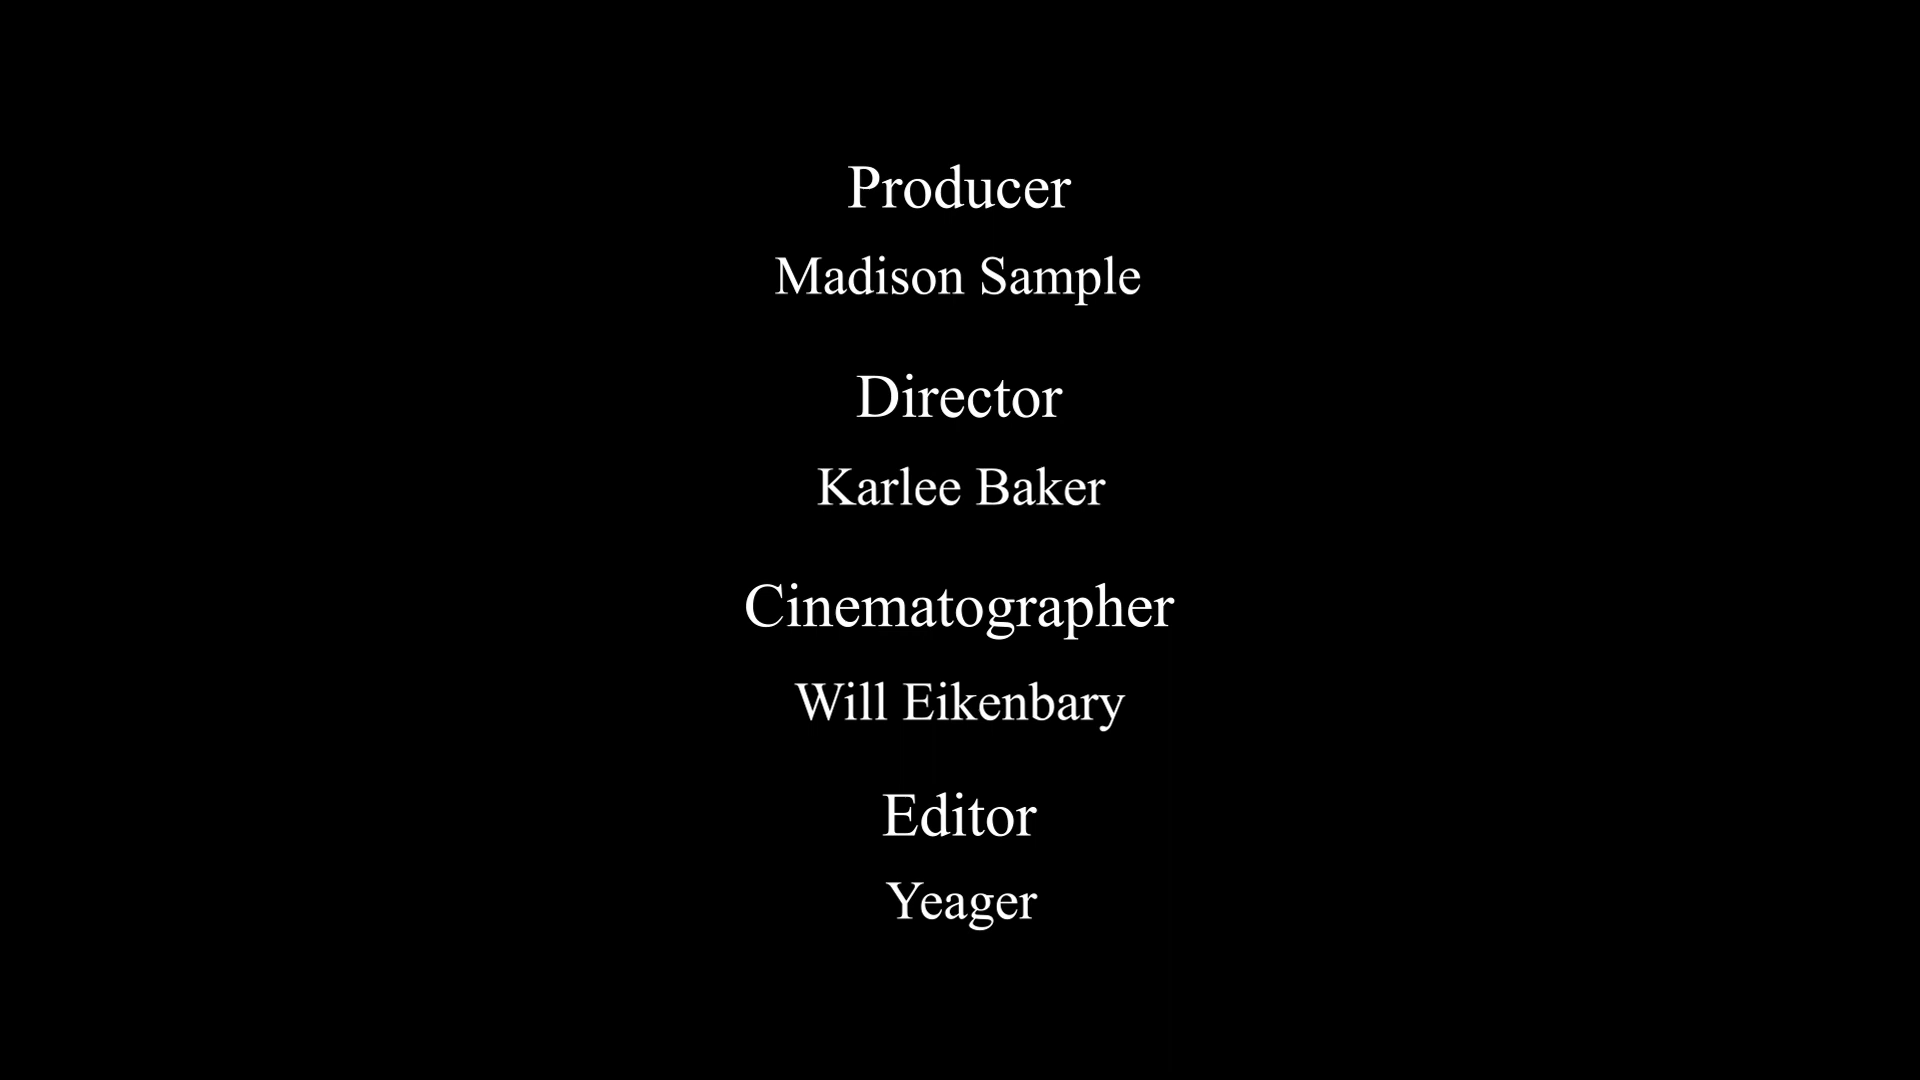 Producer
Madison Sample
Director
Karlee Baker
Cinematographer
Will Eikenbary
Editor
Yeager